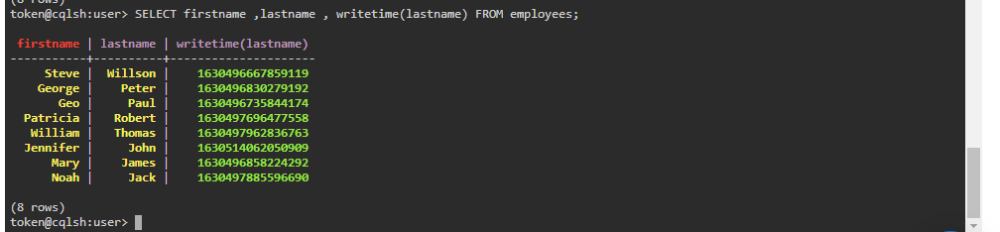 (8 rows)
token@cqlsh:user> SELECT firstname ,lastname , writetime(lastname) FROM employees;
firstname | lastname | writetime(lastname)
-----------+----------+---------------------
Steve | Willson | 1630496667859119
George | Peter | 1630496830279192
Geo | Paul | 1630496735844174
Patricia | Robert | 1630497696477558
William | Thomas | 1630497962836763
Jennifer | John | 1630514062050909
Mary | James | 1630496858224292
Noah | Jack | 1630497885596690
(8 rows)
token@cqlsh:user>